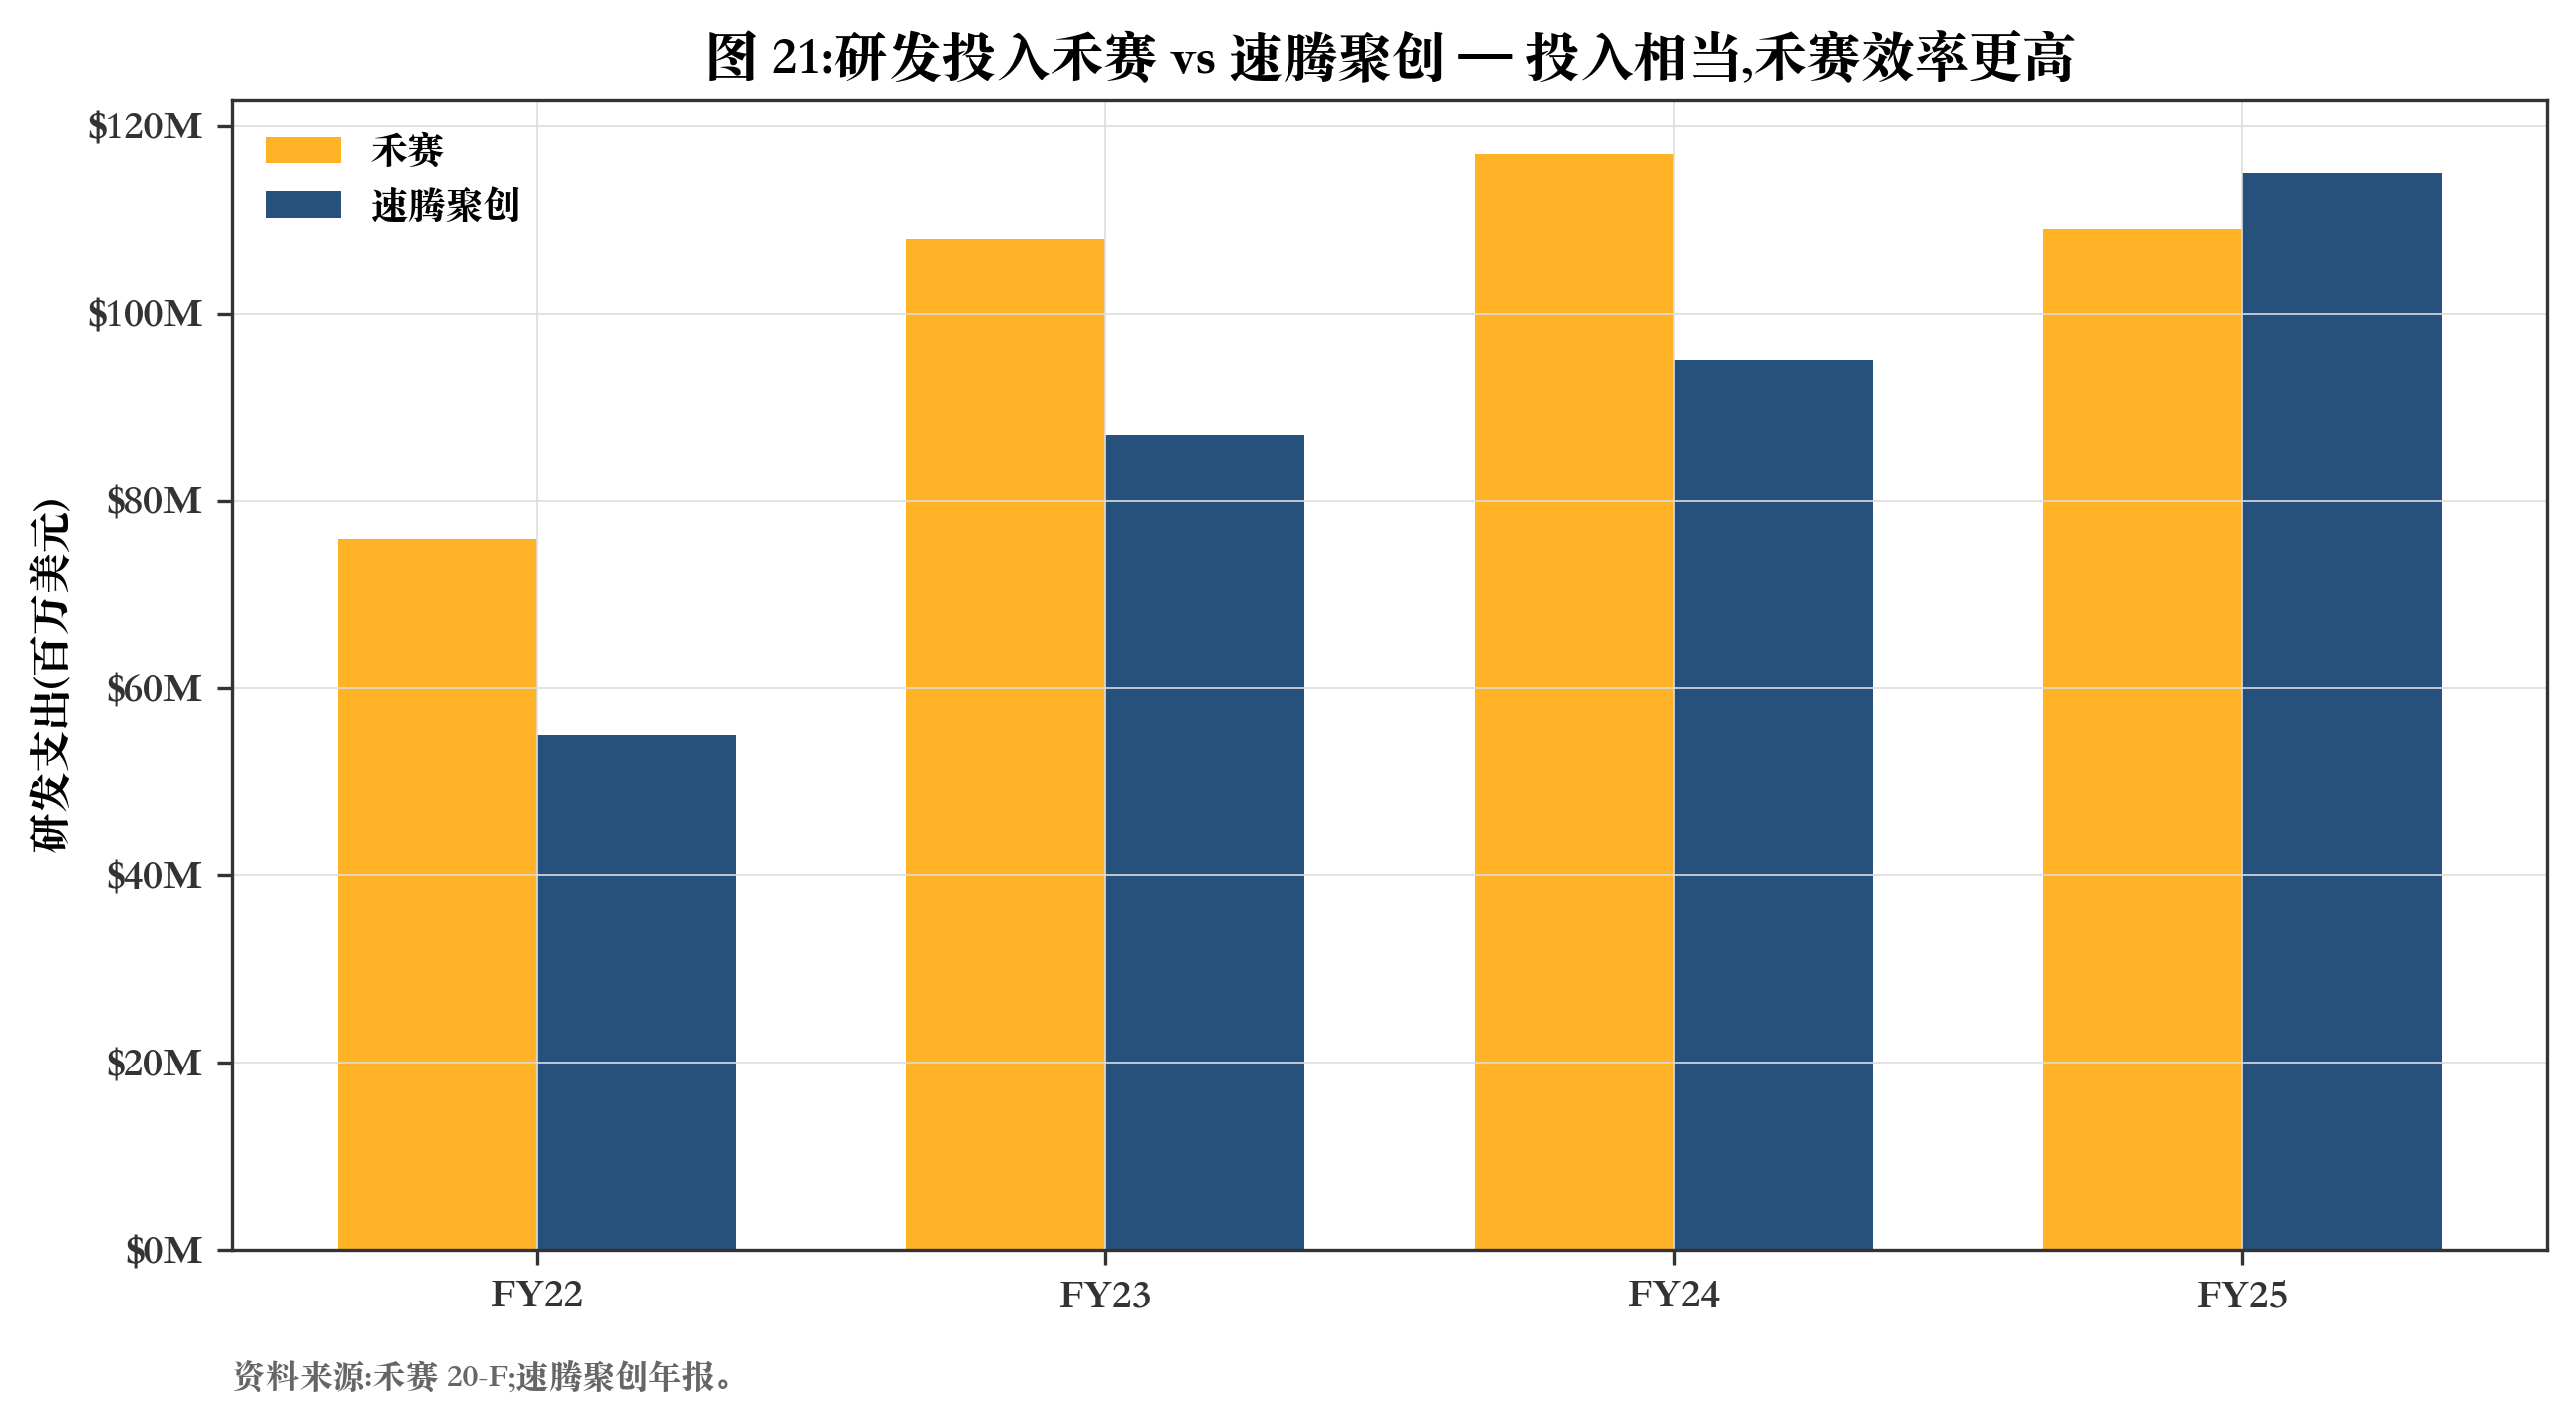 图 21:研发投入禾赛 vs 速腾聚创 — 投入相当,禾赛效率更高
禾赛
速腾聚创
研发支出(百万美元)
$120M
$100M
$80M
$60M
$40M
$20M
$0M
FY22
FY23
FY24
FY25
资料来源:禾赛 20-F;速腾聚创年报。